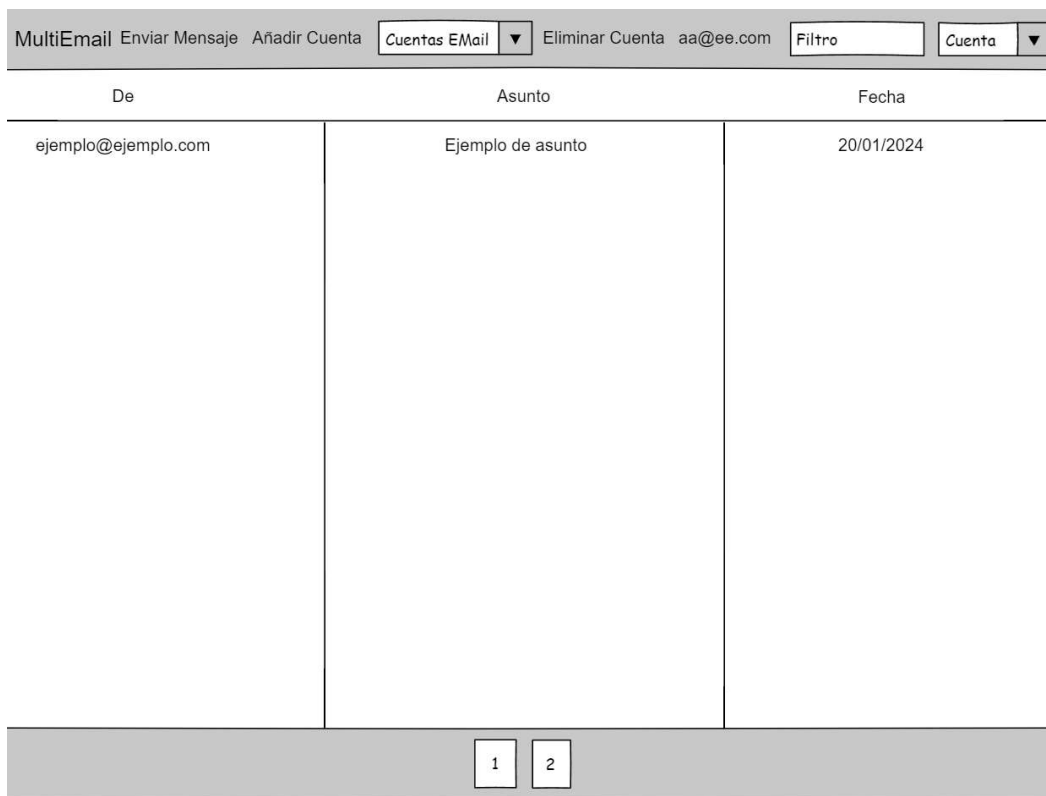 MultiEmail Enviar Mensaje Añadir Cuenta Cuentas EMail ▼ Eliminar Cuenta aa@ee.com Filtro Cuenta ▼
De Asunto Fecha
ejemplo@ejemplo.com Ejemplo de asunto 20/01/2024
1 2